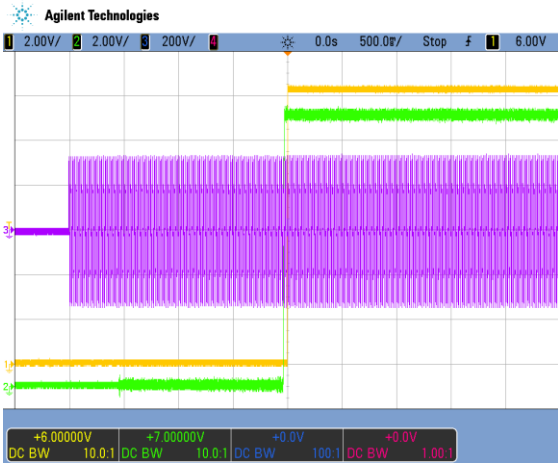 Agilent Technologies
1 2.00V/ 2 2.00V/ 3 200V/ 4 0.0s 500.0m/ Stop 1 6.00V
3
1
2
+6.00000V +7.00000V +0.0V +0.0V
DC BW 10.0:1 DC BW 10.0:1 DC BW 100:1 DC BW 1.00:1